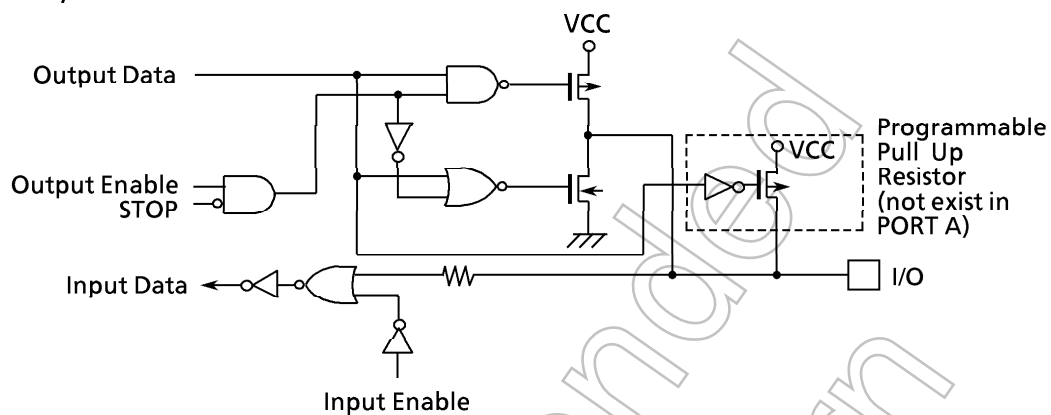 VCC
Output Data
Programmable
VCC
Pull Up
Resistor
(not exist in
PORT A)
Output Enable
STOP
Input Data
I/O
Input Enable